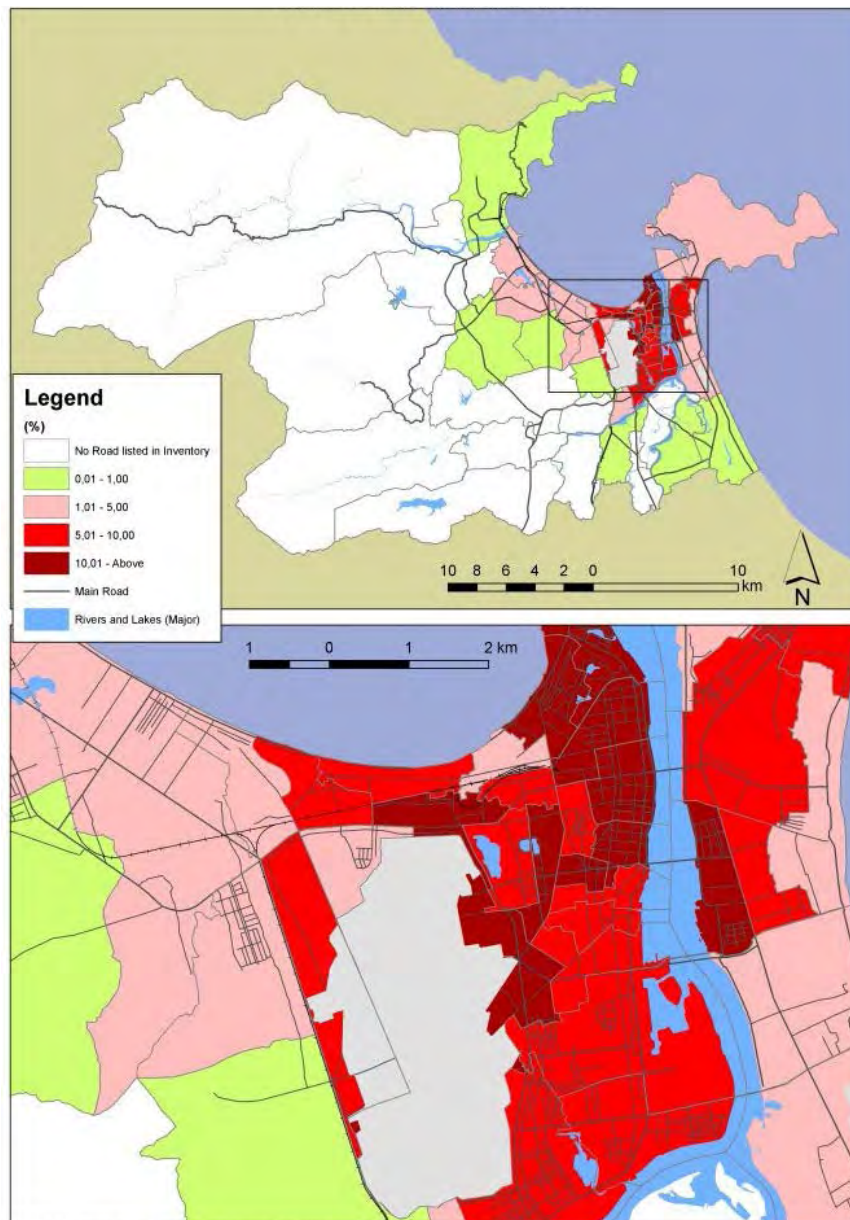 10 8 6 4 2 0 10
km
N
Legend
(%)
No Road listed in Inventory
0,01 - 1,00
1,01 - 5,00
5,01 - 10,00
10,01 - Above
Main Road
Rivers and Lakes (Major)
1 0 1 2 km